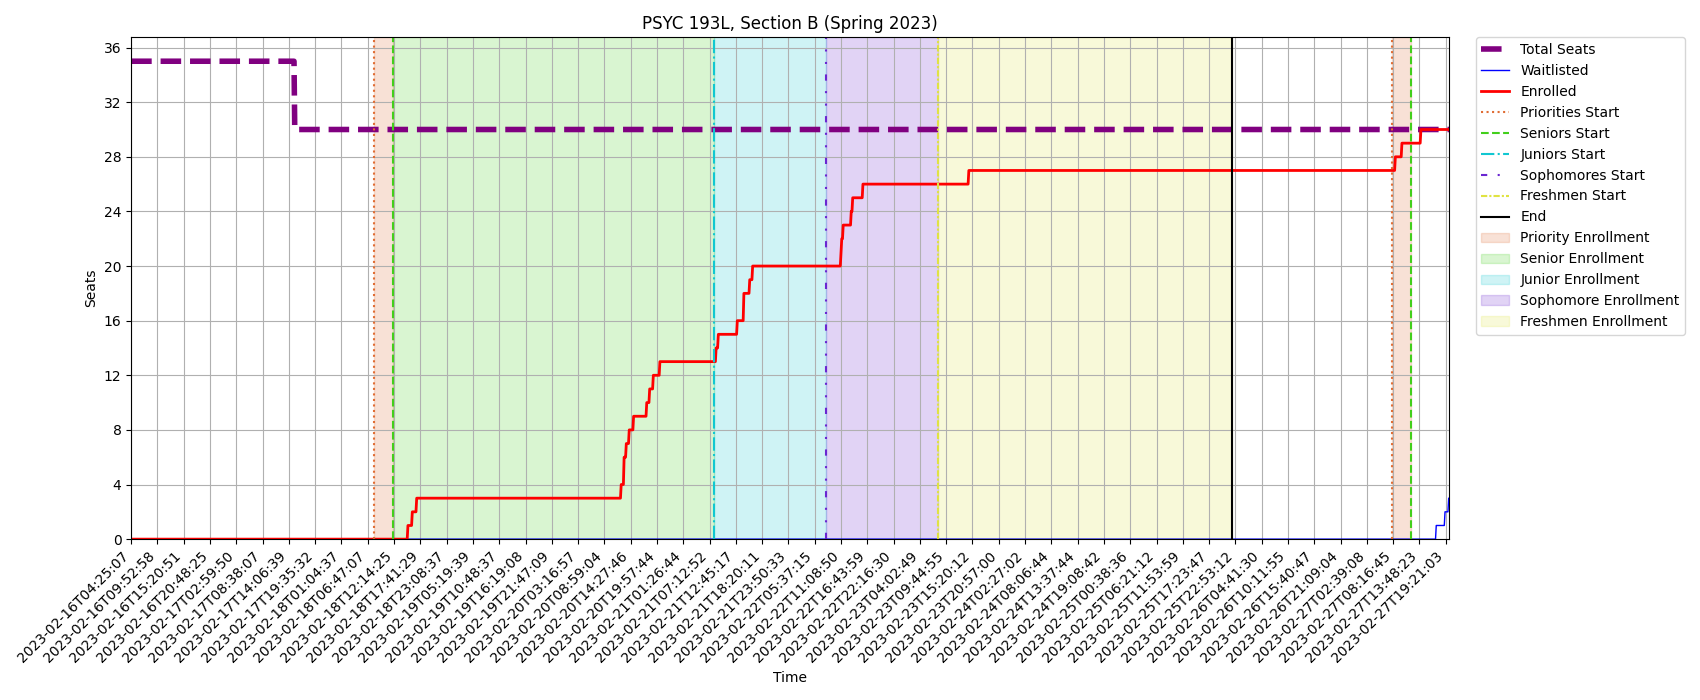 PSYC 193L, Section B (Spring 2023)
36
32
28
24
20
16
12
8
4
0
Seats
2023-02-16T04:25:07
2023-02-16T09:52:58
2023-02-16T15:20:51
2023-02-16T20:48:25
2023-02-17T02:59:50
2023-02-17T08:38:07
2023-02-17T14:06:39
2023-02-17T19:35:32
2023-02-18T01:04:37
2023-02-18T06:47:07
2023-02-18T12:14:25
2023-02-18T17:41:29
2023-02-18T23:08:37
2023-02-19T05:19:39
2023-02-19T10:48:37
2023-02-19T16:19:08
2023-02-19T21:47:09
2023-02-20T03:16:57
2023-02-20T08:59:04
2023-02-20T14:27:46
2023-02-20T19:57:44
2023-02-21T01:26:44
2023-02-21T07:12:52
2023-02-21T12:45:17
2023-02-21T18:20:11
2023-02-21T23:50:33
2023-02-22T05:37:15
2023-02-22T11:08:50
2023-02-22T16:43:59
2023-02-22T22:16:30
2023-02-23T04:02:49
2023-02-23T09:44:55
2023-02-23T15:20:12
2023-02-23T20:57:00
2023-02-24T02:27:02
2023-02-24T08:06:44
2023-02-24T13:37:44
2023-02-24T19:08:42
2023-02-25T00:38:36
2023-02-25T06:21:12
2023-02-25T11:53:59
2023-02-25T17:23:47
2023-02-25T22:53:12
2023-02-26T04:41:30
2023-02-26T10:11:55
2023-02-26T15:40:47
2023-02-26T21:09:04
2023-02-27T02:39:08
2023-02-27T08:16:45
2023-02-27T13:48:23
2023-02-27T19:21:03
Time
Total Seats
Waitlisted
Enrolled
Priorities Start
Seniors Start
Juniors Start
Sophomores Start
Freshmen Start
End
Priority Enrollment
Senior Enrollment
Junior Enrollment
Sophomore Enrollment
Freshmen Enrollment